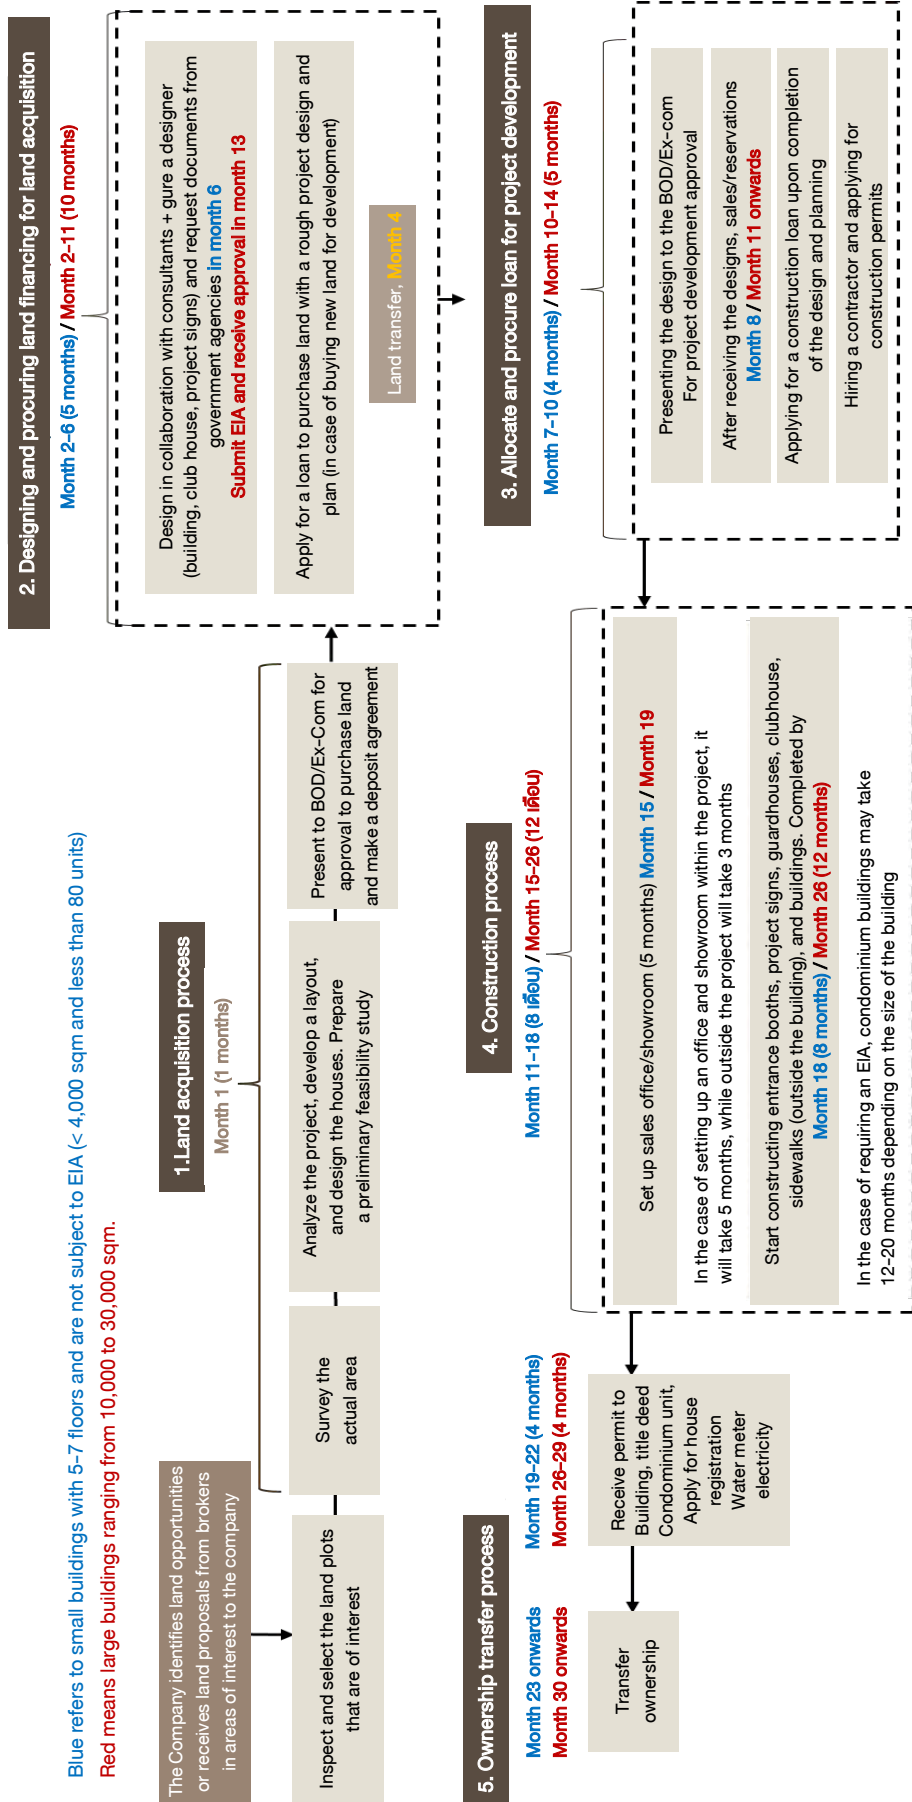 Blue refers to small buildings with 5–7 floors and are not subject to EIA (< 4,000 sqm and less than 80 units)
Red means large buildings ranging from 10,000 to 30,000 sqm.
The Company identifies land opportunities
or receives land proposals from brokers
in areas of interest to the company
Inspect and select the land plots
that are of interest
1.Land acquisition process
Month 1 (1 months)
Survey the
actual area
Analyze the project, develop a layout,
and design the houses. Prepare
a preliminary feasibility study
Present to BOD/Ex–Com for
approval to purchase land
and make a deposit agreement
2. Designing and procuring land financing for land acquisition
Month 2–6 (5 months) / Month 2–11 (10 months)
Design in collaboration with consultants + gure a designer
(building, club house, project signs) and request documents from
government agencies in month 6
Submit EIA and receive approval in month 13
Apply for a loan to purchase land with a rough project design and
plan (in case of buying new land for development)
Land transfer, Month 4
3. Allocate and procure loan for project development
Month 7–10 (4 months) / Month 10–14 (5 months)
Presenting the design to the BOD/Ex–com
For project development approval
After receiving the designs, sales/reservations
Month 8 / Month 11 onwards
Applying for a construction loan upon completion
of the design and planning
Hiring a contractor and applying for
construction permits
4. Construction process
Month 11–18 (8 เดือน) / Month 15–26 (12 เดือน)
Set up sales office/showroom (5 months) Month 15 / Month 19
In the case of setting up an office and showroom within the project, it
will take 5 months, while outside the project will take 3 months
Start constructing entrance booths, project signs, guardhouses, clubhouse,
sidewalks (outside the building), and buildings. Completed by
Month 18 (8 months) / Month 26 (12 months)
In the case of requiring an EIA, condominium buildings may take
12–20 months depending on the size of the building
5. Ownership transfer process
Month 19–22 (4 months)
Month 26–29 (4 months)
Receive permit to
Building, title deed
Condominium unit,
Apply for house
registration
Water meter
electricity
Month 23 onwards
Month 30 onwards
Transfer
ownership